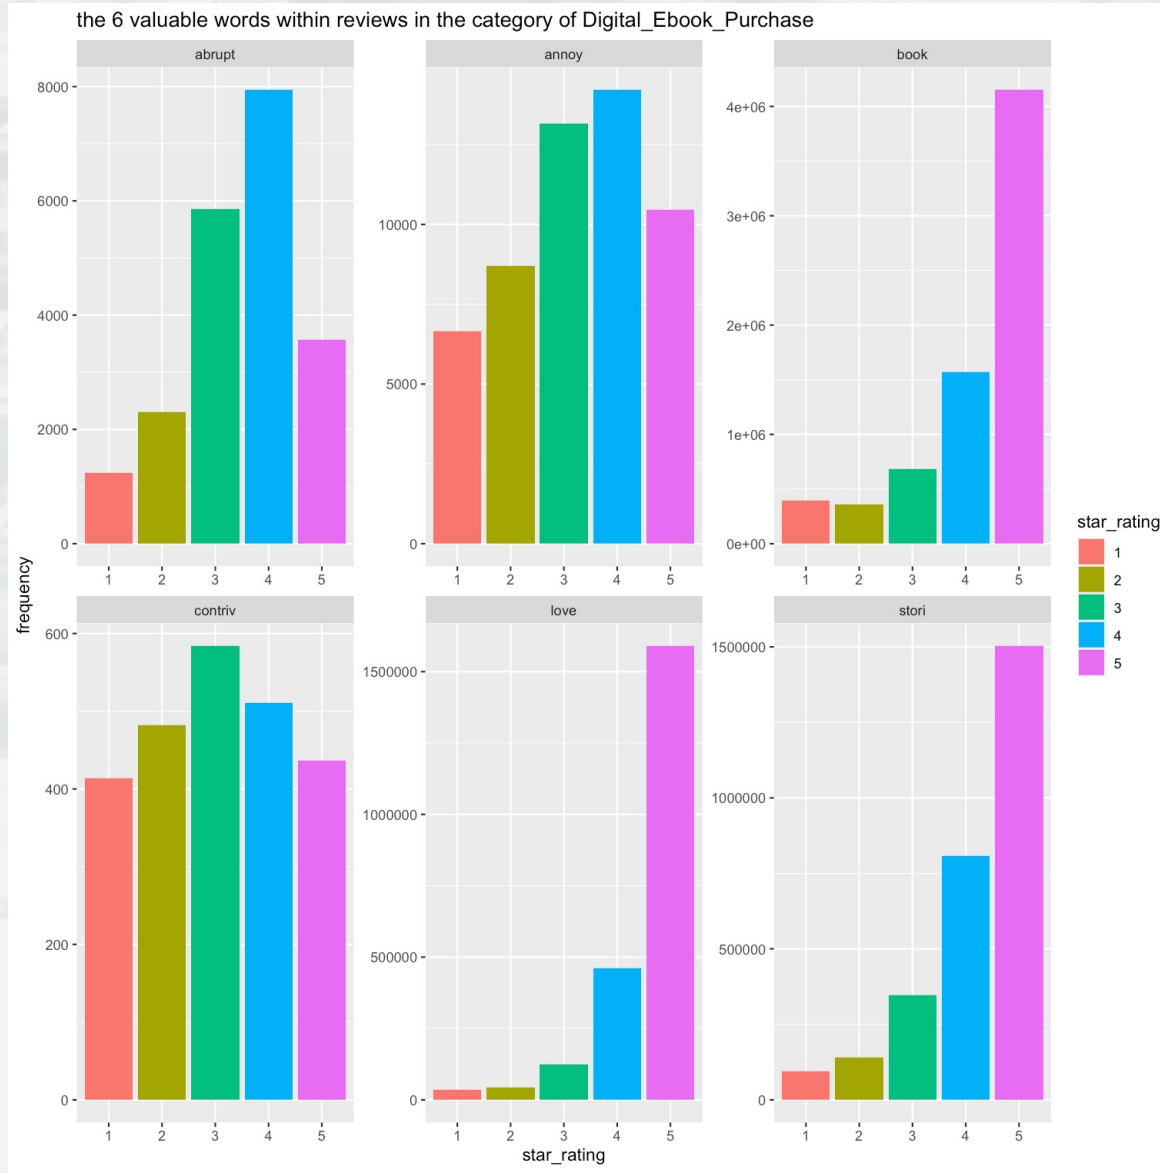 the 6 valuable words within reviews in the category of Digital_Ebook_Purchase
abrupt
8000
6000
4000
2000
0
1 2 3 4 5
annoy
10000
5000
0
1 2 3 4 5
book
4e+06
3e+06
2e+06
1e+06
0e+00
1 2 3 4 5
frequency
contriv
600
400
200
0
1 2 3 4 5
love
1500000
1000000
500000
0
1 2 3 4 5
stori
1500000
1000000
500000
0
1 2 3 4 5
star_rating
star_rating
1
2
3
4
5